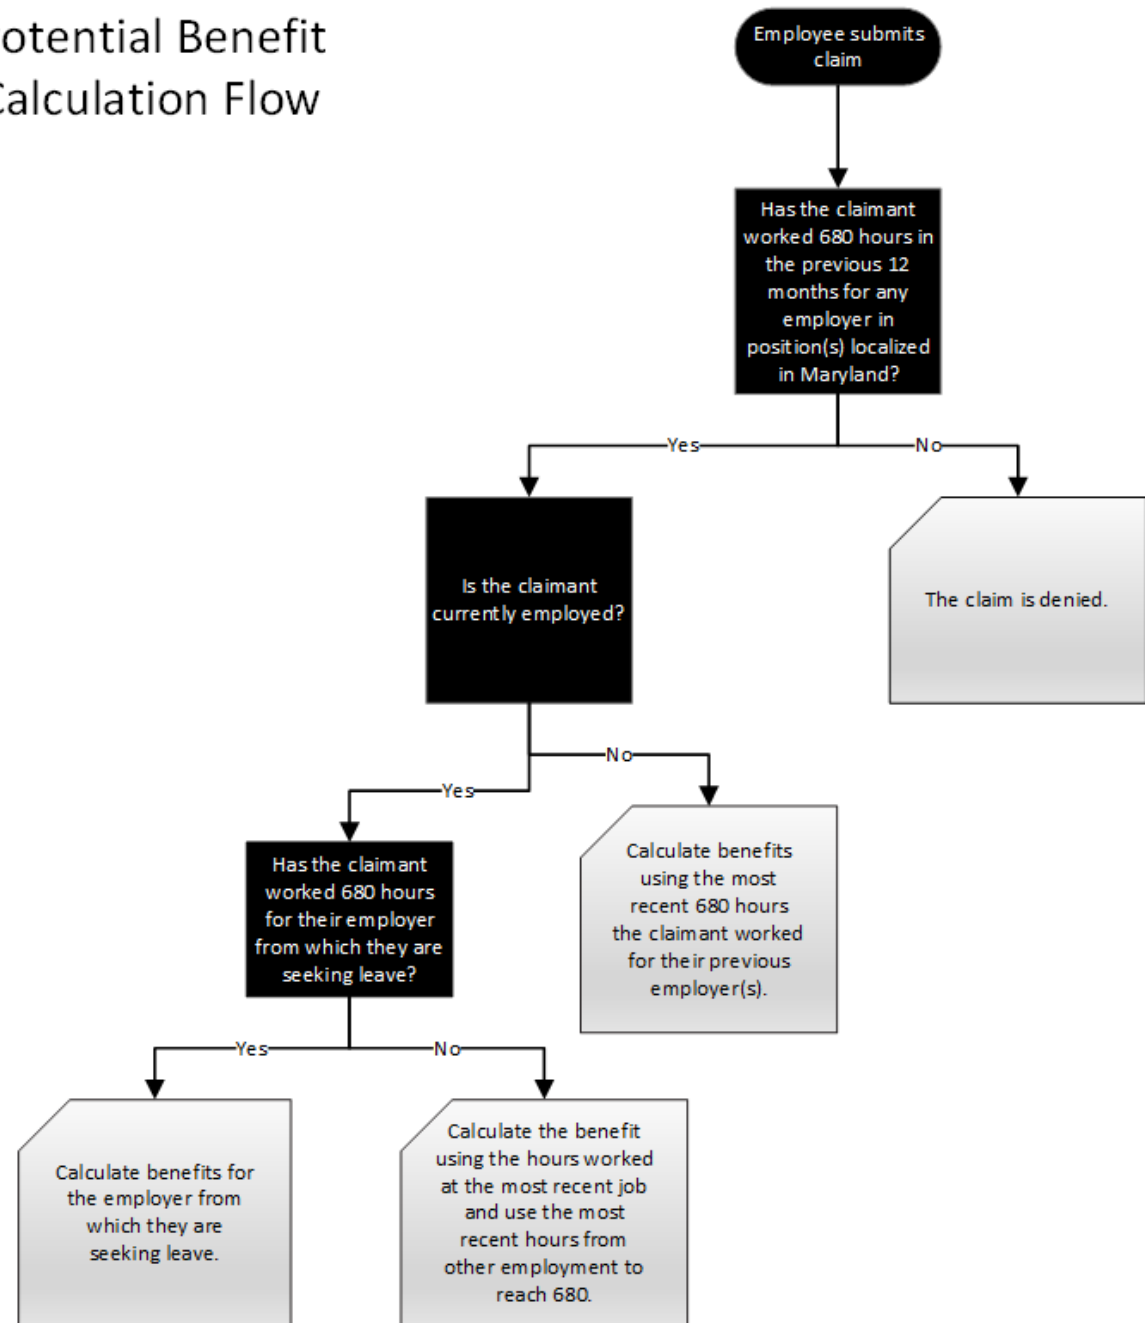 otential Benefit
Calculation Flow
Employee submits
claim
Has the claimant
worked 680 hours in
the previous 12
months for any
employer in
position(s) localized
in Maryland?
Yes
No
Is the claimant
currently employed?
The claim is denied.
No
Yes
Has the claimant
worked 680 hours
for their employer
from which they are
seeking leave?
Calculate benefits
using the most
recent 680 hours
the claimant worked
for their previous
employer(s).
Yes
No
Calculate benefits for
the employer from
which they are
seeking leave.
Calculate the benefit
using the hours worked
at the most recent job
and use the most
recent hours from
other employment to
reach 680.